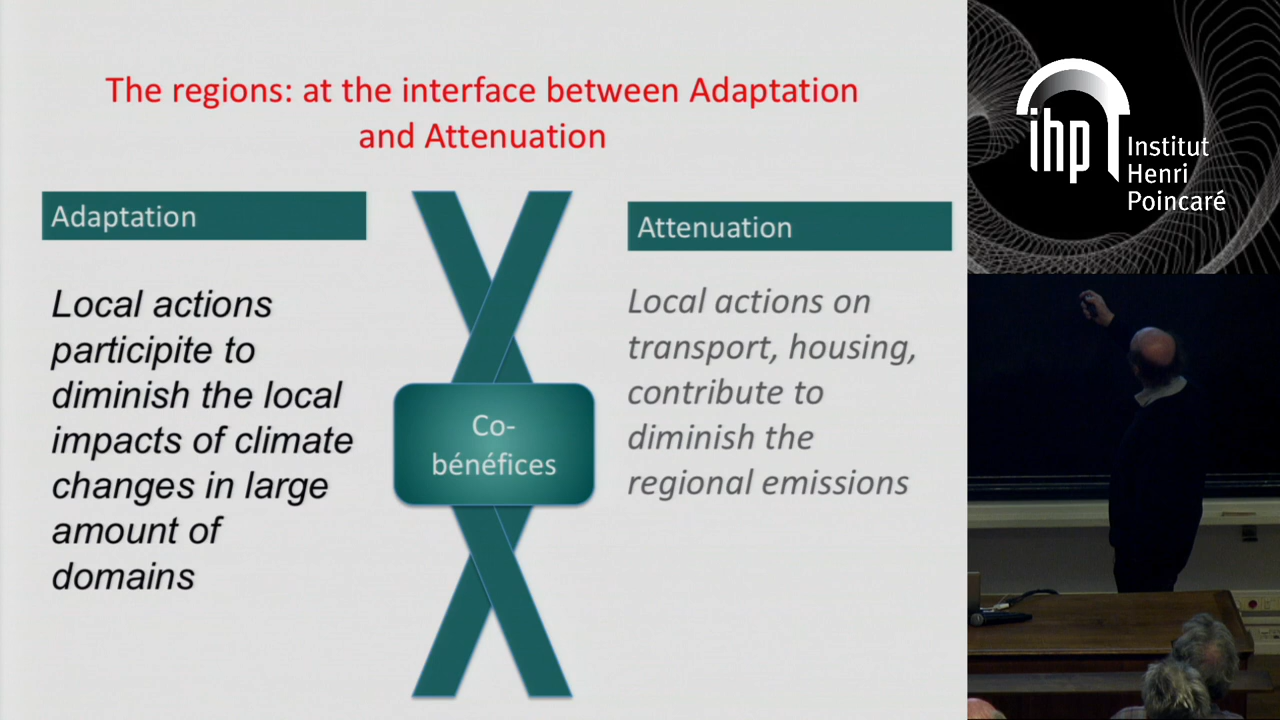 The regions: at the interface between Adaptation
and Attenuation
Adaptation
Local actions
participite to
diminish the local
impacts of climate
changes in large
amount of
domains
Co-
bénéfices
Attenuation
Local actions on
transport, housing,
contribute to
diminish the
regional emissions
ihp
Institut
Henri
Poincaré